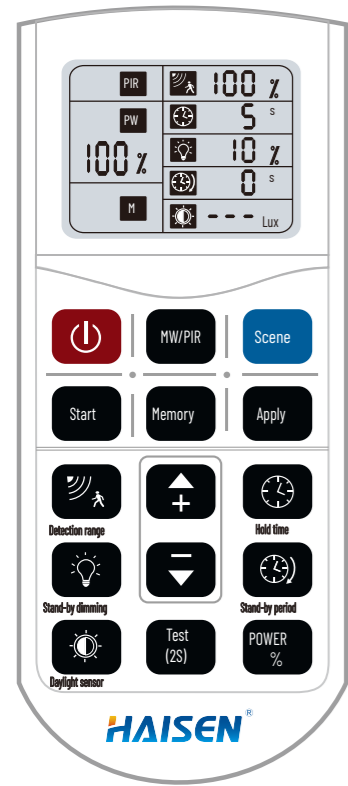 PIR
PW
100 %
M
100 %
5 s
10 %
0 s
--- Lux
MW/PIR
Scene
Start
Memory
Apply
Detection range
Hold time
Stand-by dimming
Stand-by period
Daylight sensor
Test
(2S)
POWER
%
HAISEN®